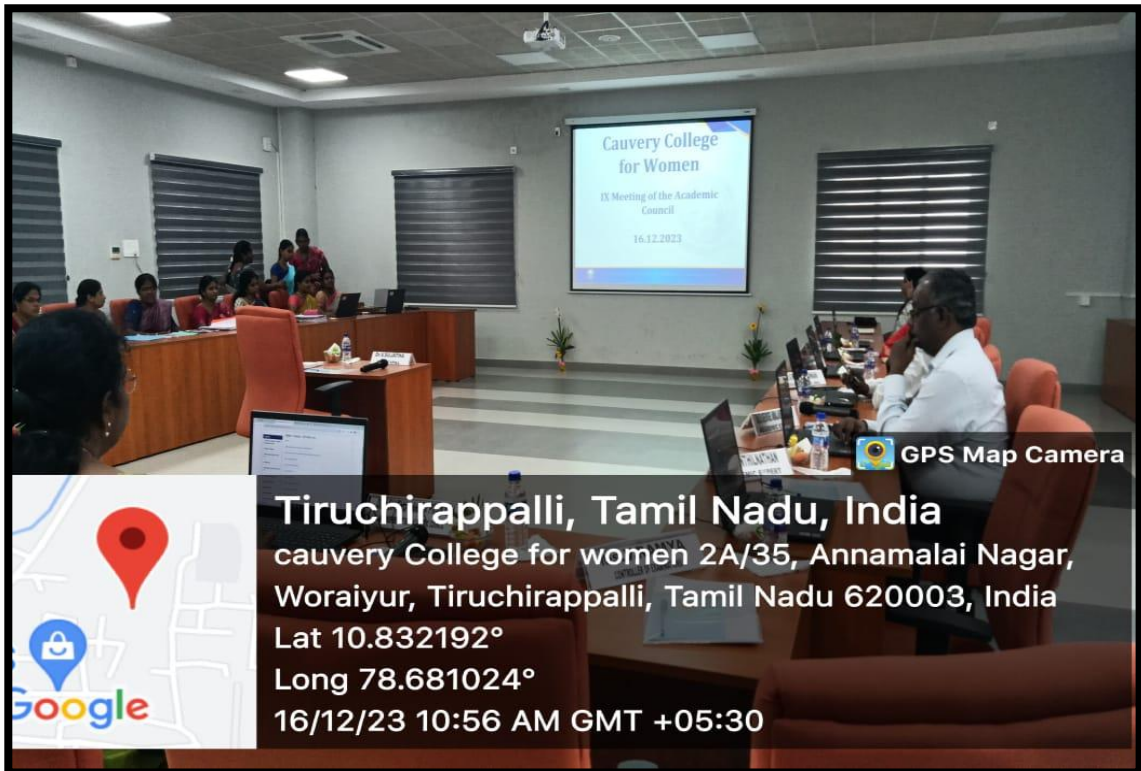 Cauvery College
for Women
IX Meeting of the Academic
Council
16.12.2023
GPS Map Camera
Tiruchirappalli, Tamil Nadu, India
cauvery College for women 2A/35, Annamalai Nagar,
Woraiyur, Tiruchirappalli, Tamil Nadu 620003, India
Lat 10.832192°
Long 78.681024°
16/12/23 10:56 AM GMT +05:30
Google